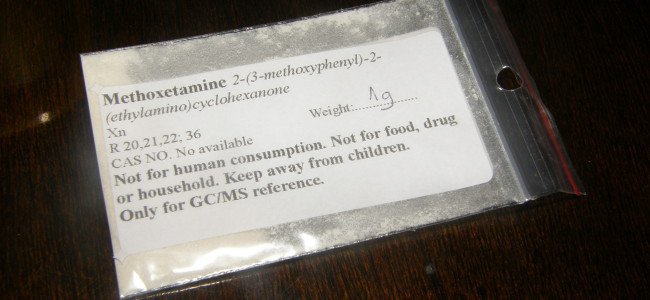 Methoxetamine 2-(3-methoxyphenyl)-2-
(ethylamino)cyclohexanone
Xn
R 20,21,22; 36
Weight:....1g............
CAS NO. No available
Not for human consumption. Not for food, drug
or household. Keep away from children.
Only for GC/MS reference.